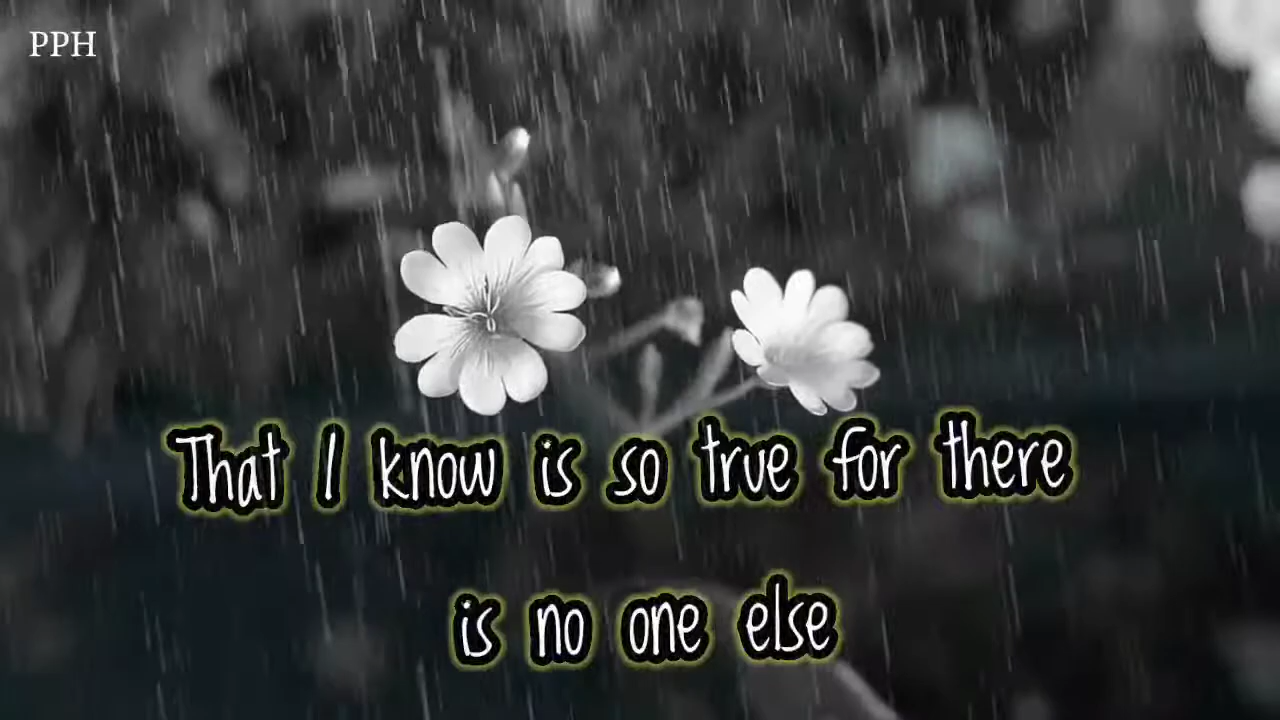 PPH
That I know is so true for there
is no one else